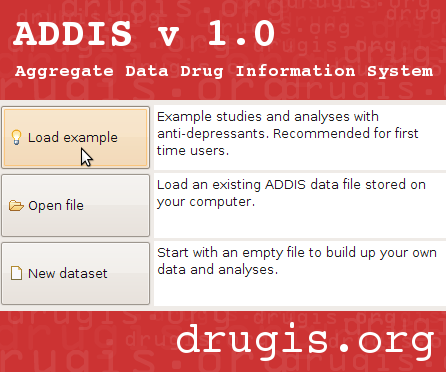 ADDIS v 1.0
Aggregate Data Drug Information System
Load example
Example studies and analyses with
anti-depressants. Recommended for first
time users.
Open file
Load an existing ADDIS data file stored on
your computer.
New dataset
Start with an empty file to build up your own
data and analyses.
drugis.org